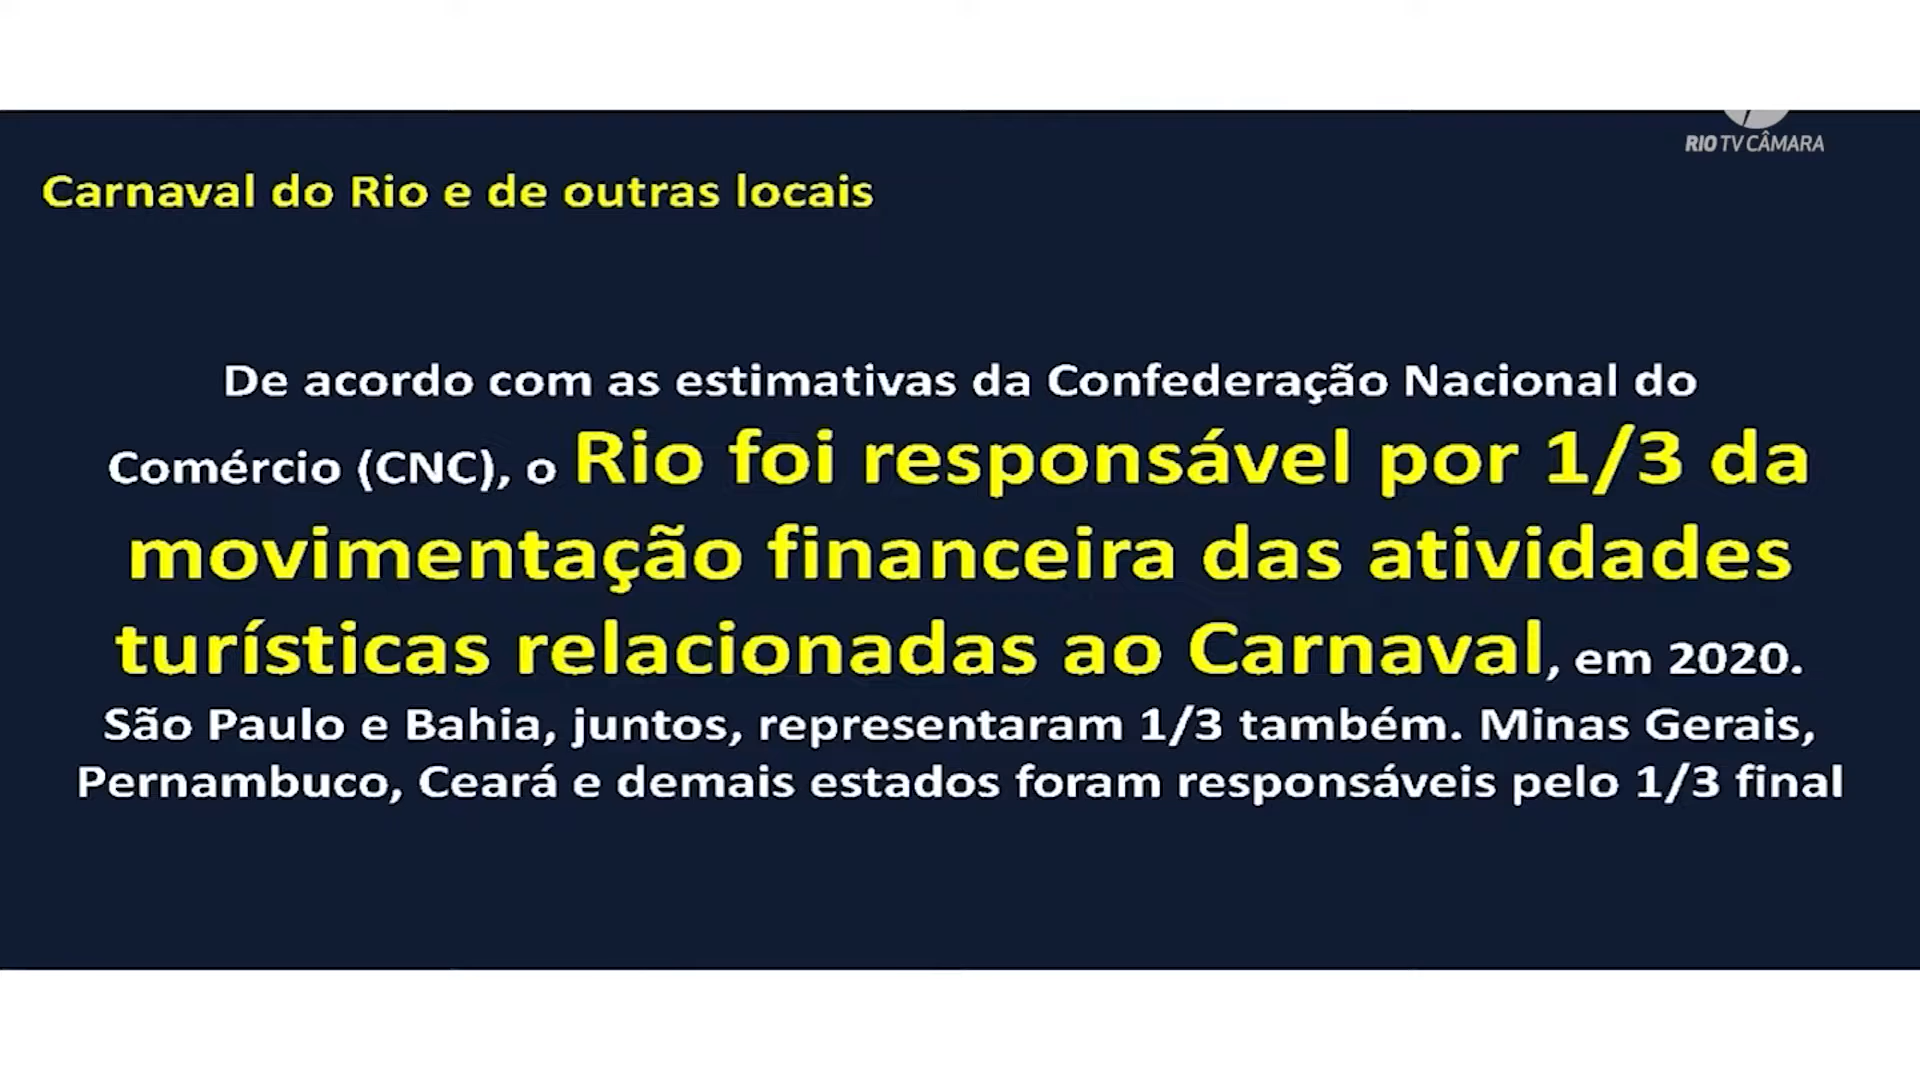 RIO TV CÂMARA
Carnaval do Rio e de outras locais
De acordo com as estimativas da Confederação Nacional do
Comércio (CNC), o Rio foi responsável por 1/3 da
movimentação financeira das atividades
turísticas relacionadas ao Carnaval, em 2020.
São Paulo e Bahia, juntos, representaram 1/3 também. Minas Gerais,
Pernambuco, Ceará e demais estados foram responsáveis pelo 1/3 final